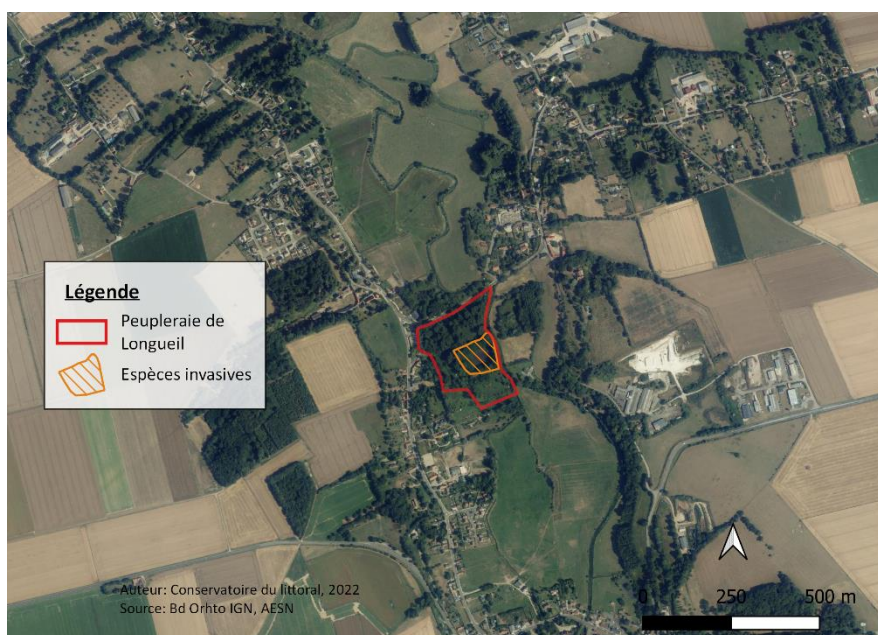 Légende
Peupleraie de
Longueil
Espèces invasives
Auteur: Conservatoire du littoral, 2022
Source: Bd Orhto IGN, AESN
0 250 500 m